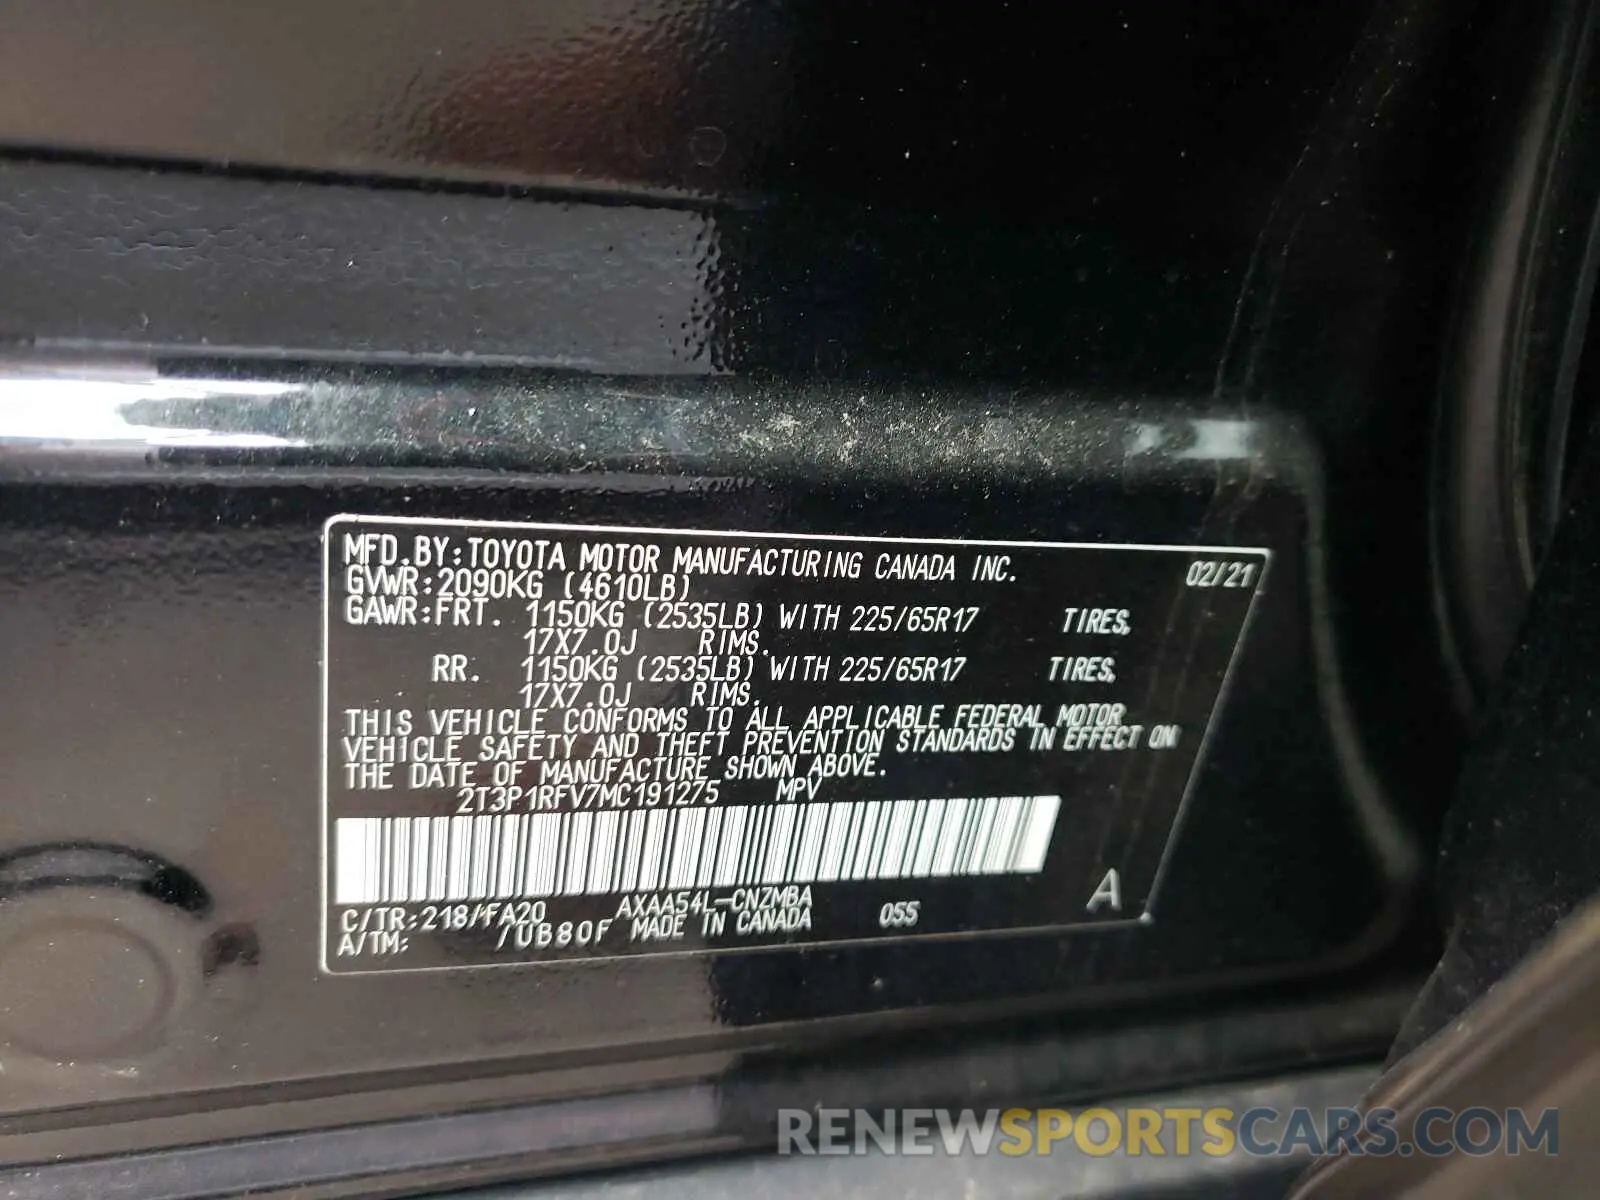 MFD.BY:TOYOTA MOTOR MANUFACTURING CANADA INC. 02/21
GVWR:2090KG (4610LB)
GAWR:FRT. 1150KG (2535LB) WITH 225/65R17 TIRES,
17X7.0J RIMS.
RR. 1150KG (2535LB) WITH 225/65R17 TIRES,
17X7.0J RIMS.
THIS VEHICLE CONFORMS TO ALL APPLICABLE FEDERAL MOTOR
VEHICLE SAFETY AND THEFT PREVENTION STANDARDS IN EFFECT ON
THE DATE OF MANUFACTURE SHOWN ABOVE.
2T3P1RFV7MC191275 MPV
C/TR:218/FA20 AXAA54L-CNZMBA 055 A
A/TM: /UB80F MADE IN CANADA
RENEWSPORTSCARS.COM